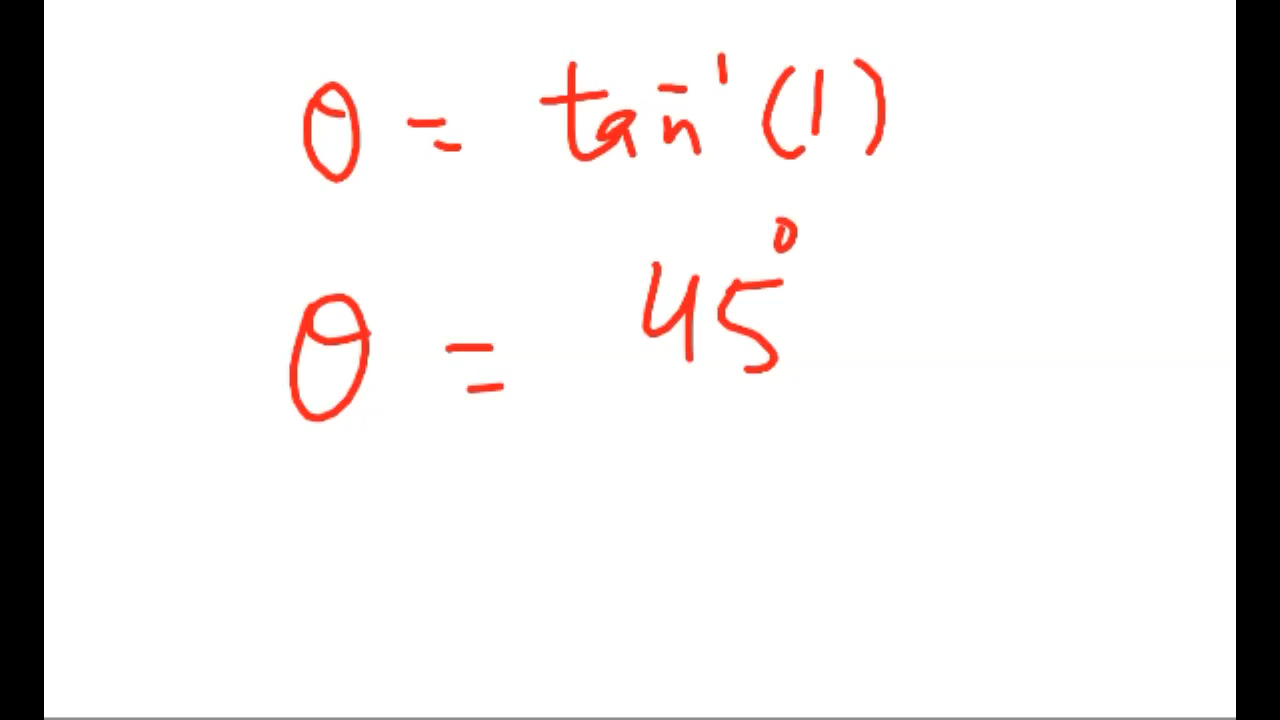 θ = tan⁻¹(1)
θ = 45°